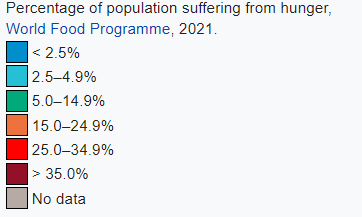 Percentage of population suffering from hunger,
World Food Programme, 2021.
< 2.5%
2.5–4.9%
5.0–14.9%
15.0–24.9%
25.0–34.9%
> 35.0%
No data